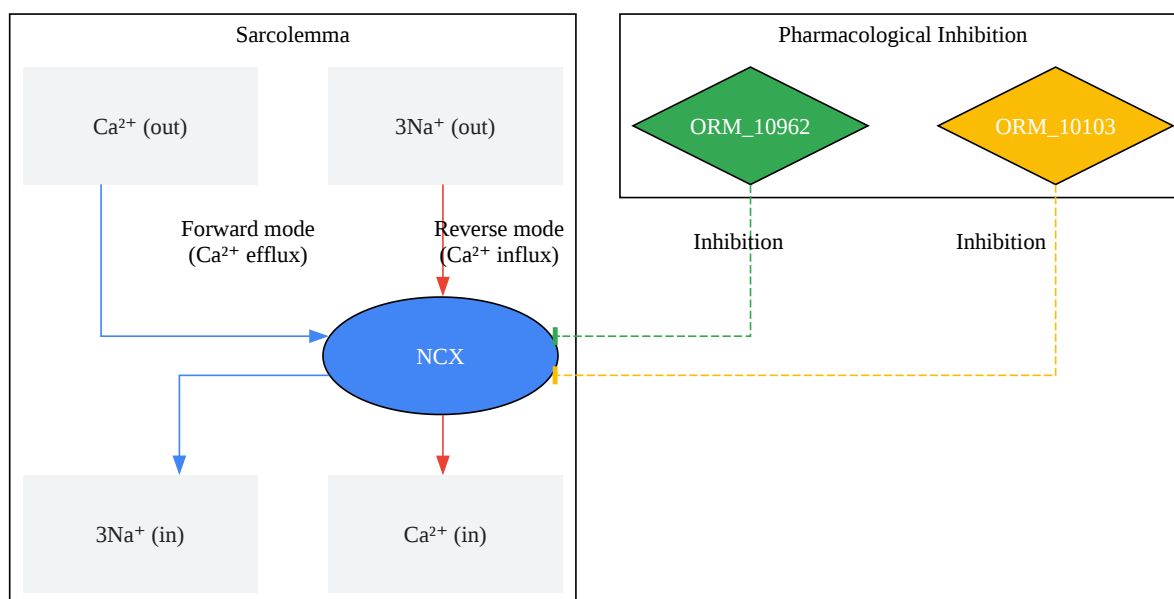 Sarcolemma
Pharmacological Inhibition
Ca²⁺ (out)
3Na⁺ (out)
ORM_10962
ORM_10103
Forward mode
(Ca²⁺ efflux)
Reverse mode
(Ca²⁺ influx)
Inhibition
Inhibition
NCX
3Na⁺ (in)
Ca²⁺ (in)